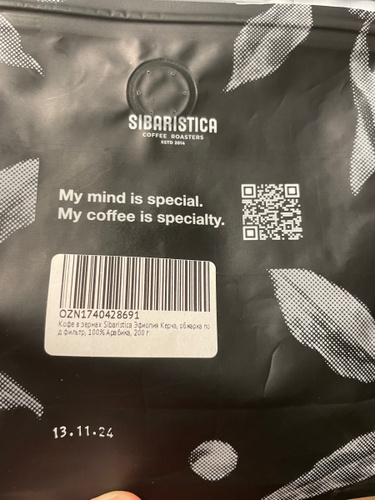 SIBARISTICA
COFFEE ROASTERS
ESTD 2014
My mind is special.
My coffee is specialty.
OZN1740428691
Кофе в зернах Sibaristica Эфиопия Керча, обжарка по
д фильтр, 100% Арабика, 200 г
13.11.24